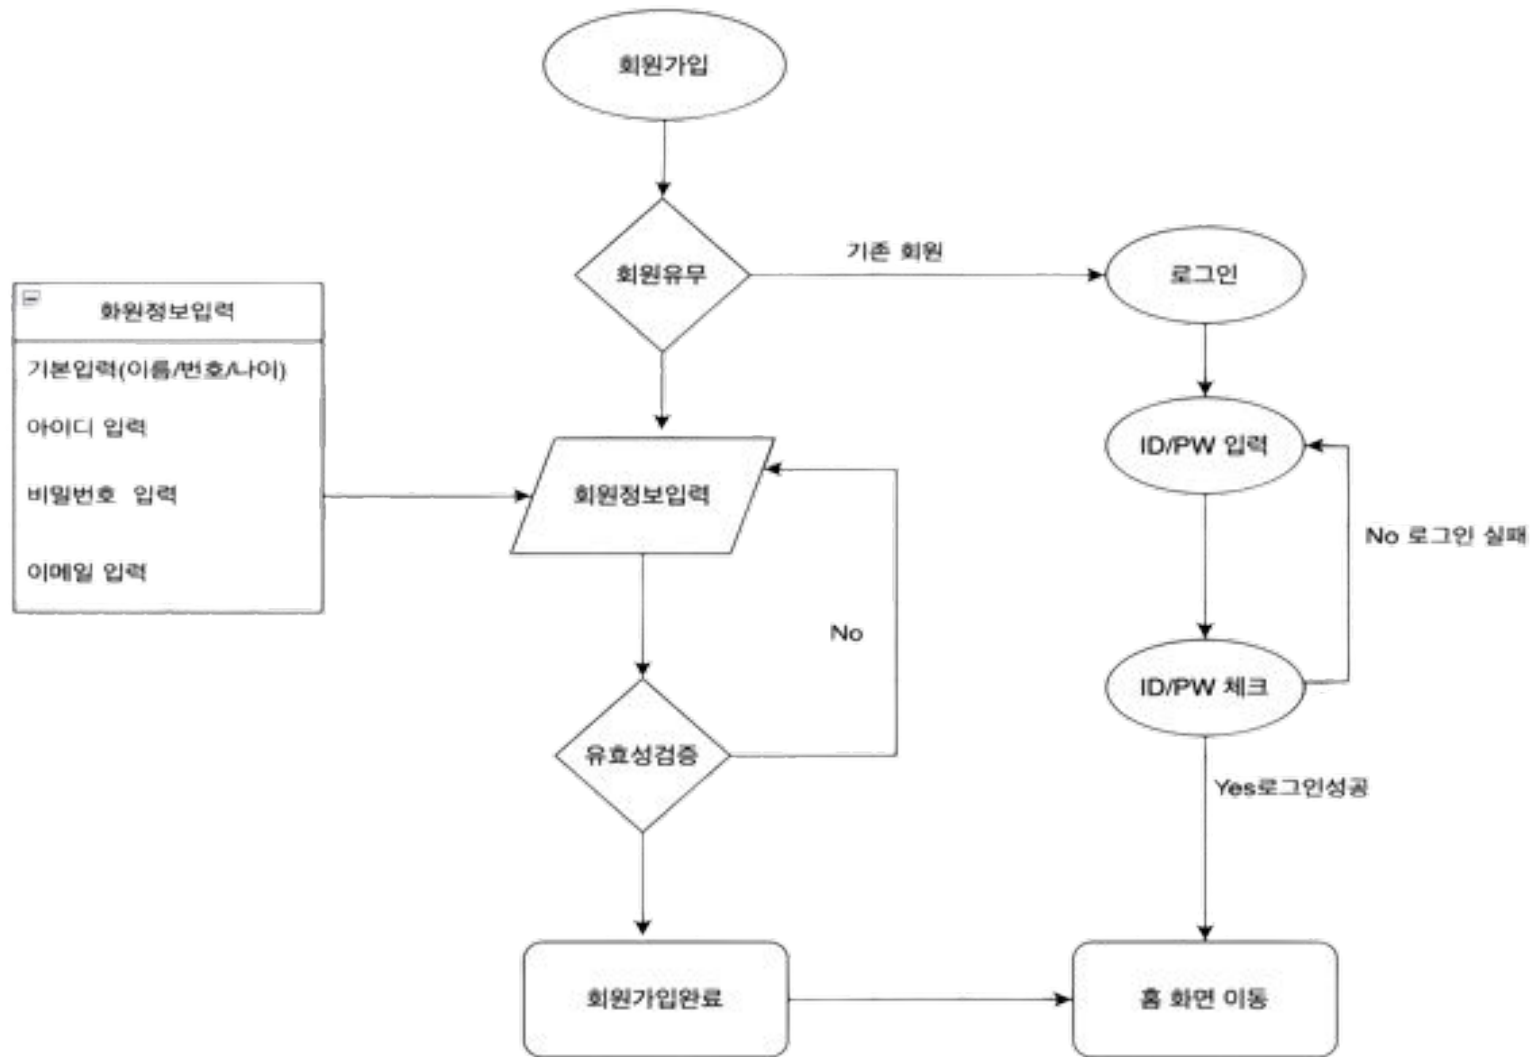 회원가입
회원유무
기존 회원
로그인
화원정보입력
기본입력(이름/번호/나이)
아이디 입력
비밀번호 입력
이메일 입력
회원정보입력
ID/PW 입력
No 로그인 실패
No
ID/PW 체크
유효성검증
Yes로그인성공
회원가입완료
홈 화면 이동